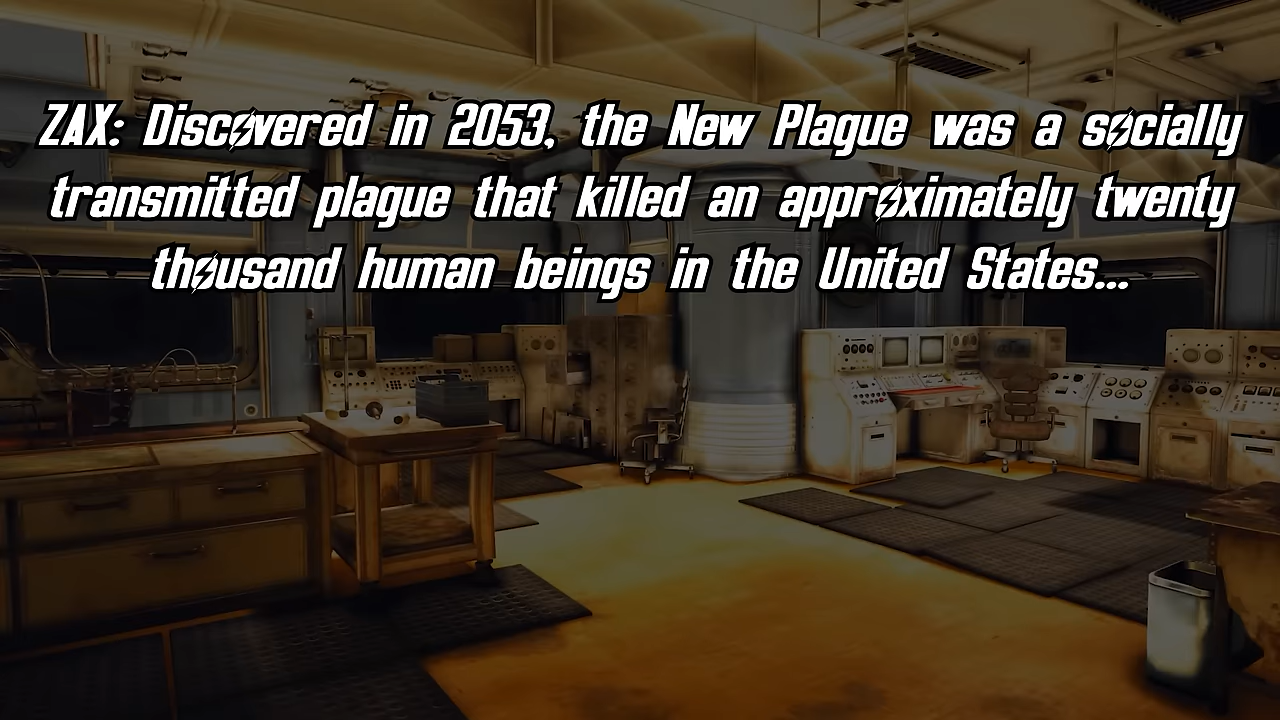 ZAX: Discovered in 2053, the New Plague was a socially
transmitted plague that killed an approximately twenty
thousand human beings in the United States...